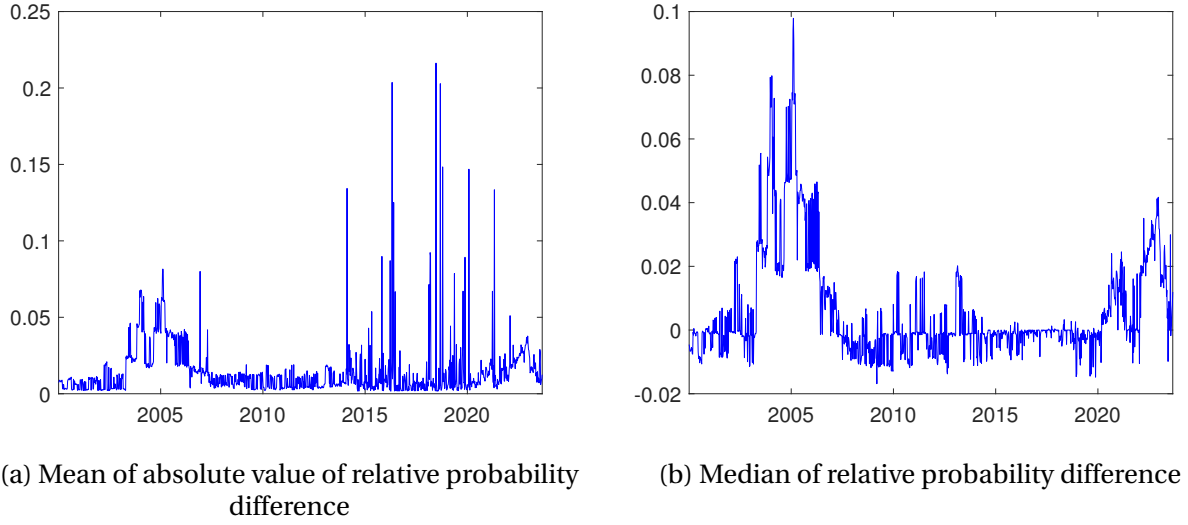 0.25
0.2
0.15
0.1
0.05
0
2005 2010 2015 2020
(a) Mean of absolute value of relative probability
difference
0.1
0.08
0.06
0.04
0.02
0
-0.02
2005 2010 2015 2020
(b) Median of relative probability difference